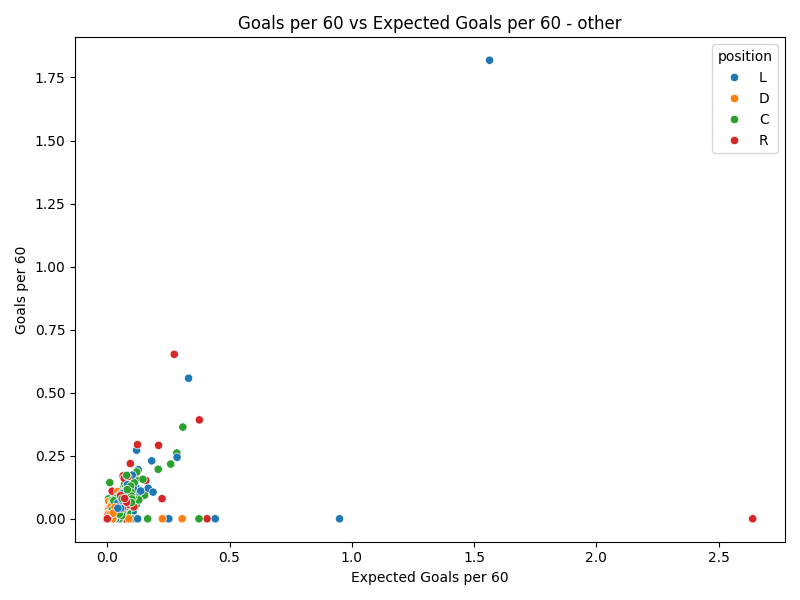 Goals per 60 vs Expected Goals per 60 - other
position
L
D
C
R
1.75
1.50
1.25
1.00
0.75
0.50
0.25
0.00
Goals per 60
0.0
0.5
1.0
1.5
2.0
2.5
Expected Goals per 60